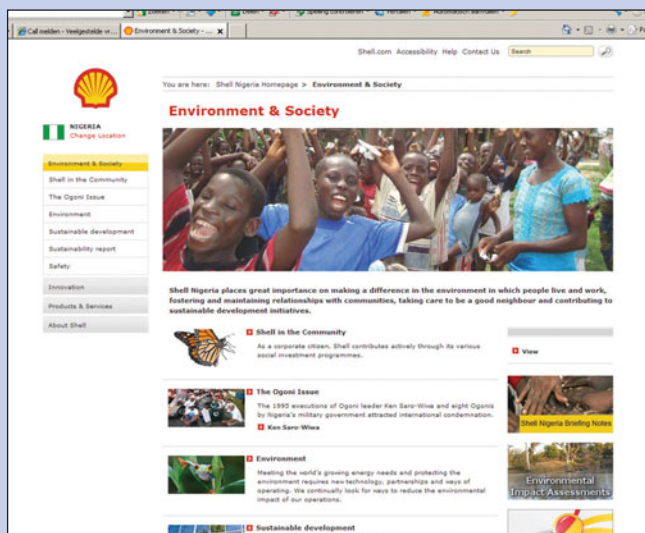 Zoeken
Delen
Spelling controleren
Vertalen
Automatisch aanvullen
Call melden - Veelgestelde vr...
Environment & Society - ...
Shell.com Accessibility Help Contact Us
Search
You are here: Shell Nigeria Homepage > Environment & Society
NIGERIA
Change Location
Environment & Society
Shell in the Community
The Ogoni Issue
Environment
Sustainable development
Sustainability report
Safety
Innovation
Products & Services
About Shell
Environment & Society
Shell Nigeria places great importance on making a difference in the environment in which people live and work,
fostering and maintaining relationships with communities, taking care to be a good neighbour and contributing to
sustainable development initiatives.
Shell in the Community
As a corporate citizen, Shell contributes actively through its various
social investment programmes.
The Ogoni Issue
The 1995 executions of Ogoni leader Ken Saro-Wiwa and eight Ogonis
by Nigeria's military government attracted international condemnation.
Ken Saro-Wiwa
Environment
Meeting the world's growing energy needs and protecting the
environment requires new technology, partnerships and ways of
operating. We continually look for ways to reduce the environmental
impact of our operations.
Sustainable development
View
Shell Nigeria Briefing Notes
Environmental
Impact Assessments